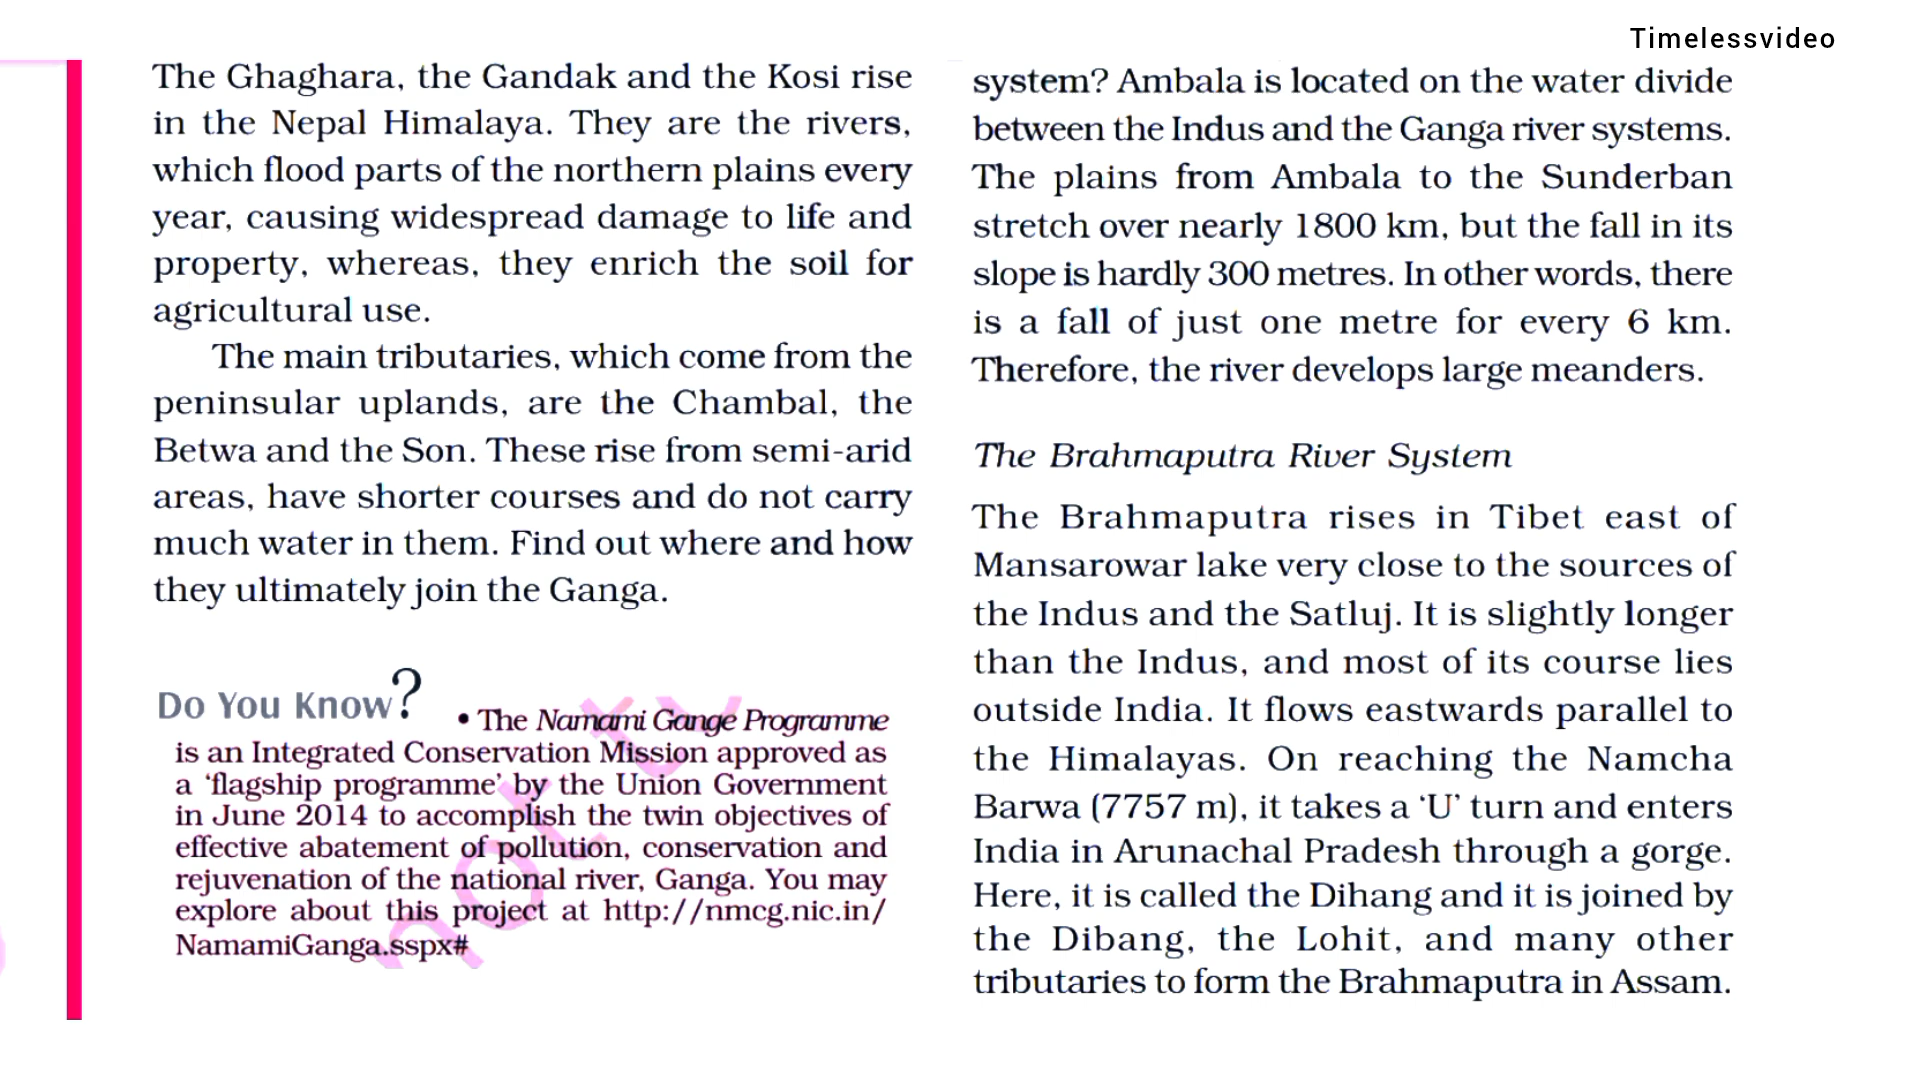 Timelessvideo
The Ghaghara, the Gandak and the Kosi rise
in the Nepal Himalaya. They are the rivers,
which flood parts of the northern plains every
year, causing widespread damage to life and
property, whereas, they enrich the soil for
agricultural use.
The main tributaries, which come from the
peninsular uplands, are the Chambal, the
Betwa and the Son. These rise from semi-arid
areas, have shorter courses and do not carry
much water in them. Find out where and how
they ultimately join the Ganga.
Do You Know?
• The Namami Gange Programme
is an Integrated Conservation Mission approved as
a ‘flagship programme’ by the Union Government
in June 2014 to accomplish the twin objectives of
effective abatement of pollution, conservation and
rejuvenation of the national river, Ganga. You may
explore about this project at http://nmcg.nic.in/
NamamiGanga.sspx#
system? Ambala is located on the water divide
between the Indus and the Ganga river systems.
The plains from Ambala to the Sunderban
stretch over nearly 1800 km, but the fall in its
slope is hardly 300 metres. In other words, there
is a fall of just one metre for every 6 km.
Therefore, the river develops large meanders.
The Brahmaputra River System
The Brahmaputra rises in Tibet east of
Mansarowar lake very close to the sources of
the Indus and the Satluj. It is slightly longer
than the Indus, and most of its course lies
outside India. It flows eastwards parallel to
the Himalayas. On reaching the Namcha
Barwa (7757 m), it takes a ‘U’ turn and enters
India in Arunachal Pradesh through a gorge.
Here, it is called the Dihang and it is joined by
the Dibang, the Lohit, and many other
tributaries to form the Brahmaputra in Assam.